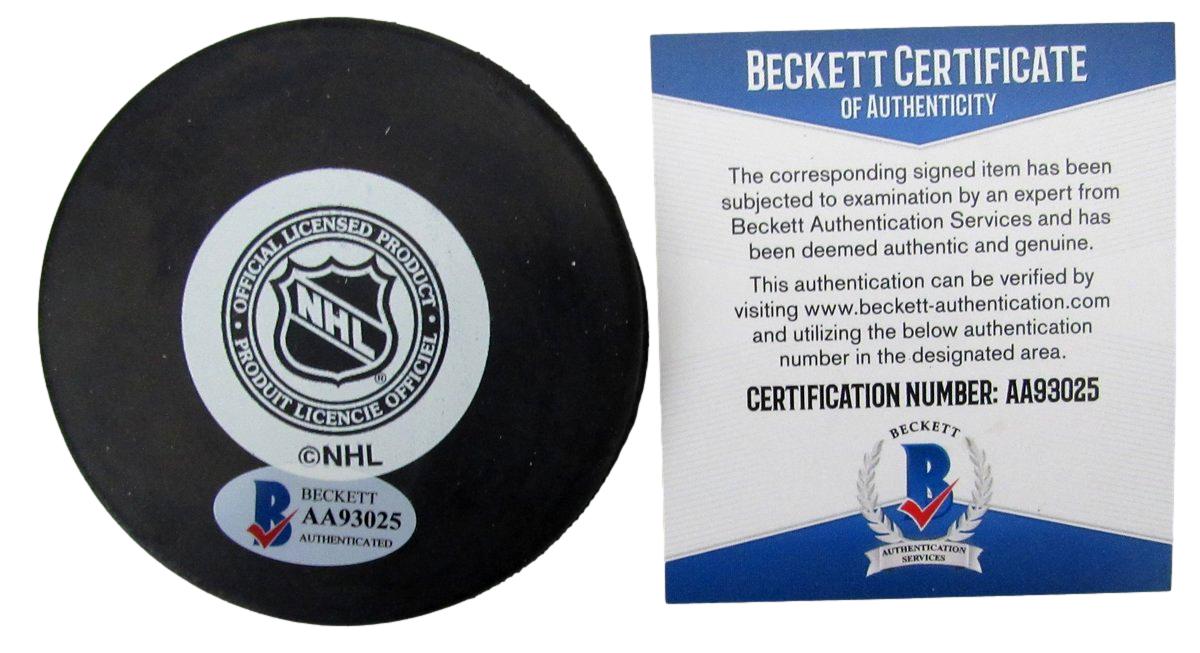 OFFICIAL LICENSED PRODUCT
NHL
®
• PRODUIT LICENCIE OFFICIEL •
©NHL
BECKETT
AA93025
AUTHENTICATED
BECKETT CERTIFICATE
OF AUTHENTICITY
The corresponding signed item has been
subjected to examination by an expert from
Beckett Authentication Services and has
been deemed authentic and genuine.
This authentication can be verified by
visiting www.beckett-authentication.com
and utilizing the below authentication
number in the designated area.
CERTIFICATION NUMBER: AA93025
BECKETT
B
AUTHENTICATION
SERVICES